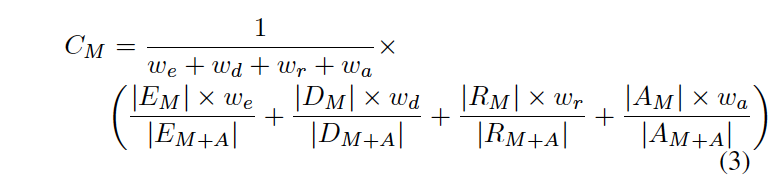 C_M = \frac{1}{w_e + w_d + w_r + w_a} \times
\left( \frac{|E_M| \times w_e}{|E_{M+A}|} + \frac{|D_M| \times w_d}{|D_{M+A}|} + \frac{|R_M| \times w_r}{|R_{M+A}|} + \frac{|A_M| \times w_a}{|A_{M+A}|} \right)
(3)